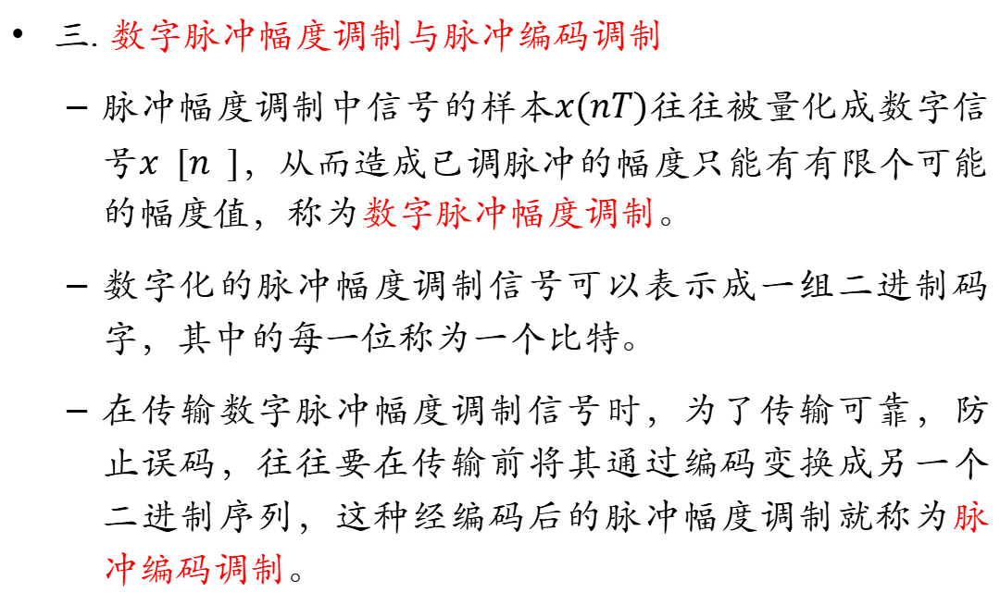 • 三. 数字脉冲幅度调制与脉冲编码调制
– 脉冲幅度调制中信号的样本x(nT)往往被量化成数字信
号x [n ]，从而造成已调脉冲的幅度只能有有限个可能
的幅度值，称为数字脉冲幅度调制。
– 数字化的脉冲幅度调制信号可以表示成一组二进制码
字，其中的每一位称为一个比特。
– 在传输数字脉冲幅度调制信号时，为了传输可靠，防
止误码，往往要在传输前将其通过编码变换成另一个
二进制序列，这种经编码后的脉冲幅度调制就称为脉
冲编码调制。